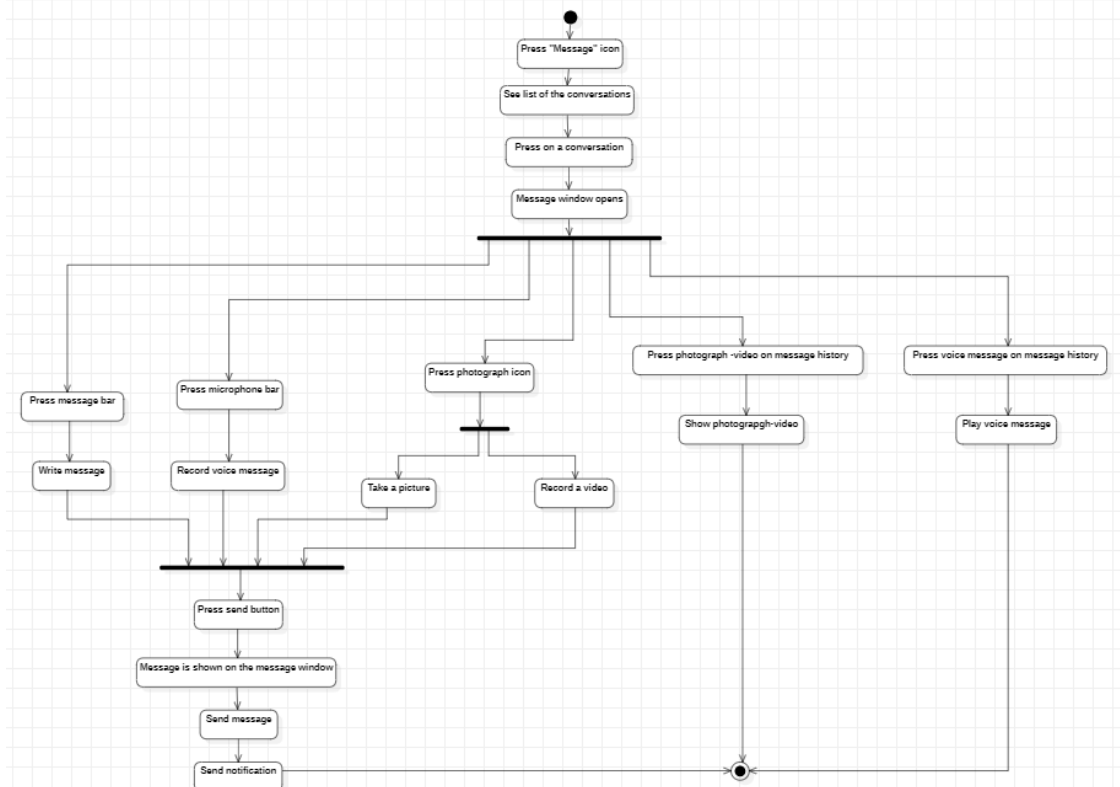 Press "Message" icon
See list of the conversations
Press on a conversation
Message window opens
Press photograph -video on message history
Press voice message on message history
Press photograph icon
Press microphone bar
Press message bar
Show photograpgh-video
Play voice message
Write message
Record voice message
Take a picture
Record a video
Press send button
Message is shown on the message window
Send message
Send notification